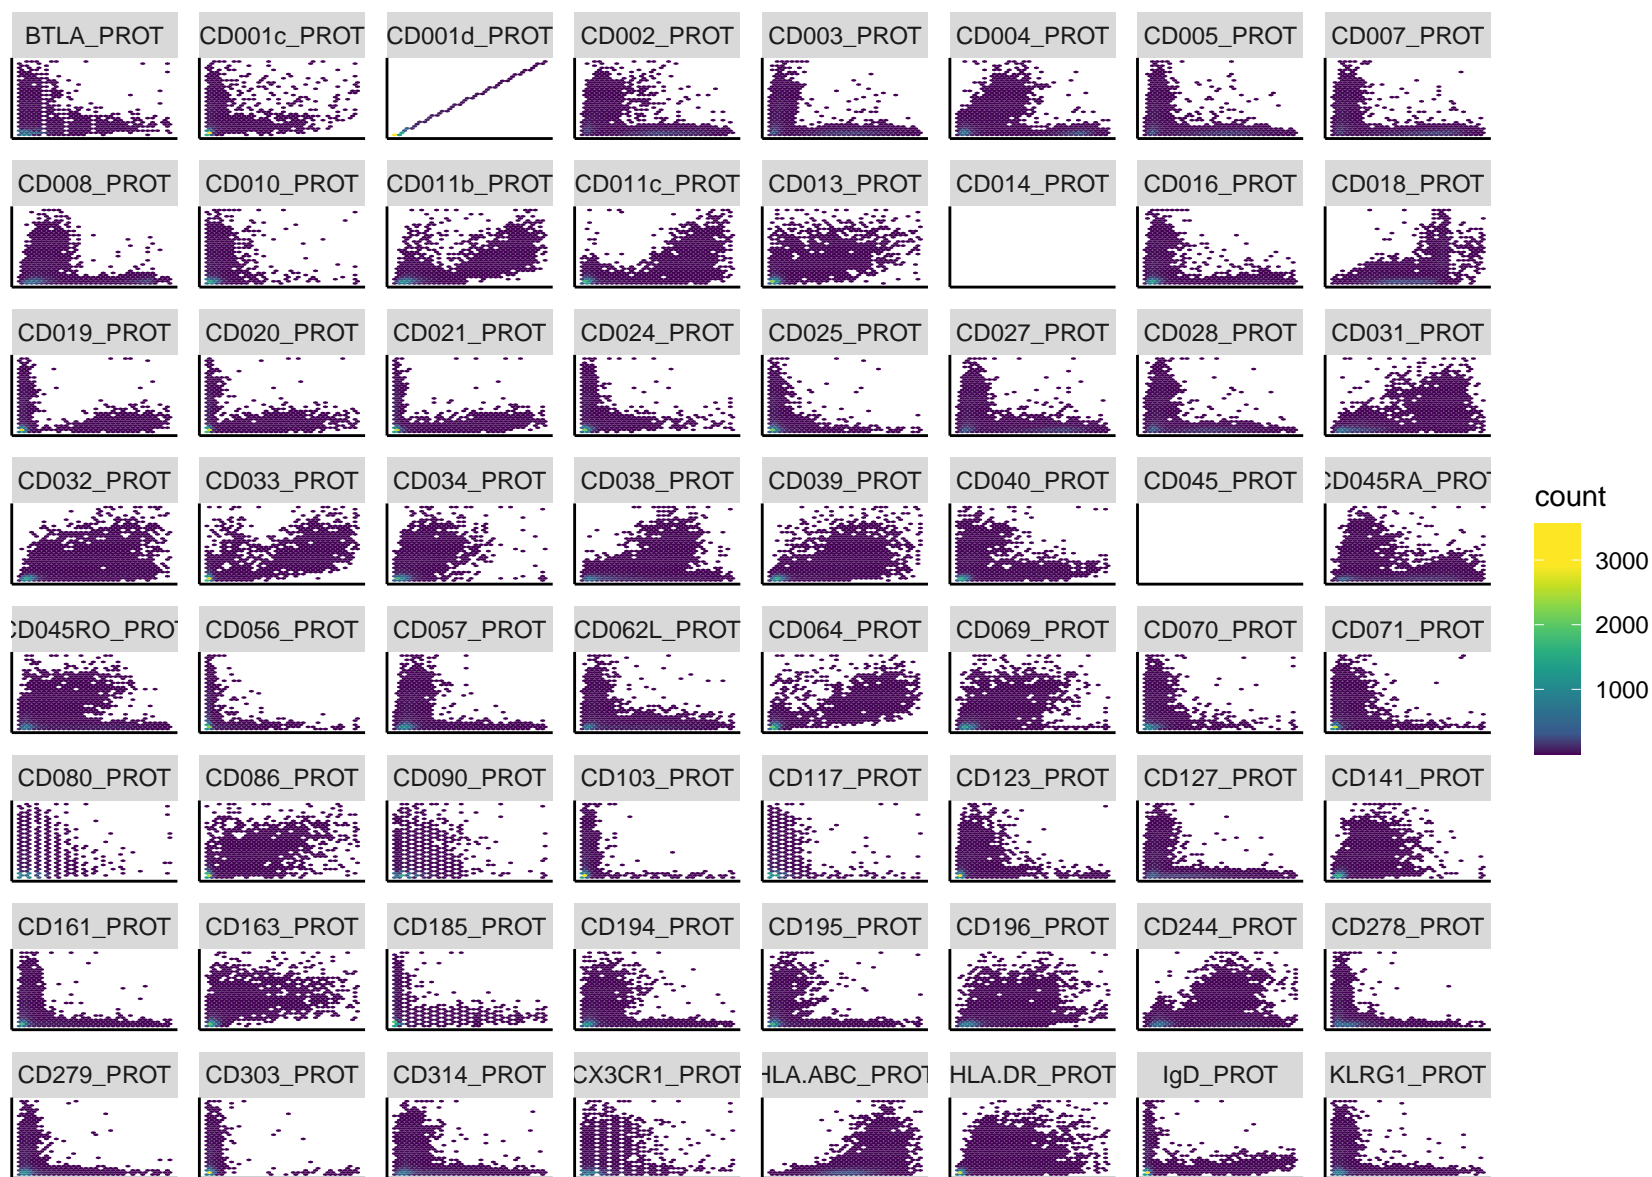 BTLA_PROT CD001c_PROT CD001d_PROT CD002_PROT CD003_PROT CD004_PROT CD005_PROT CD007_PROT
CD008_PROT CD010_PROT CD011b_PROT CD011c_PROT CD013_PROT CD014_PROT CD016_PROT CD018_PROT
CD019_PROT CD020_PROT CD021_PROT CD024_PROT CD025_PROT CD027_PROT CD028_PROT CD031_PROT
CD032_PROT CD033_PROT CD034_PROT CD038_PROT CD039_PROT CD040_PROT CD045_PROT CD045RA_PROT
count
3000
2000
1000
CD045RO_PROT CD056_PROT CD057_PROT CD062L_PROT CD064_PROT CD069_PROT CD070_PROT CD071_PROT
CD080_PROT CD086_PROT CD090_PROT CD103_PROT CD117_PROT CD123_PROT CD127_PROT CD141_PROT
CD161_PROT CD163_PROT CD185_PROT CD194_PROT CD195_PROT CD196_PROT CD244_PROT CD278_PROT
CD279_PROT CD303_PROT CD314_PROT CX3CR1_PROT HLA.ABC_PROT HLA.DR_PROT IgD_PROT KLRG1_PROT